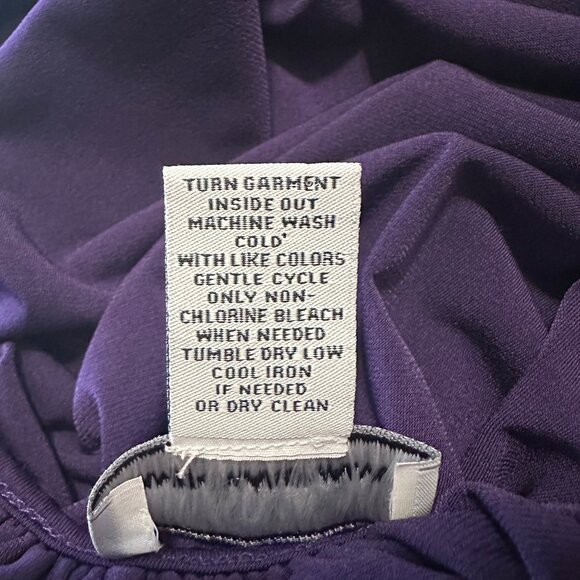 TURN GARMENT
INSIDE OUT
MACHINE WASH
COLD'
WITH LIKE COLORS
GENTLE CYCLE
ONLY NON-
CHLORINE BLEACH
WHEN NEEDED
TUMBLE DRY LOW
COOL IRON
IF NEEDED
OR DRY CLEAN